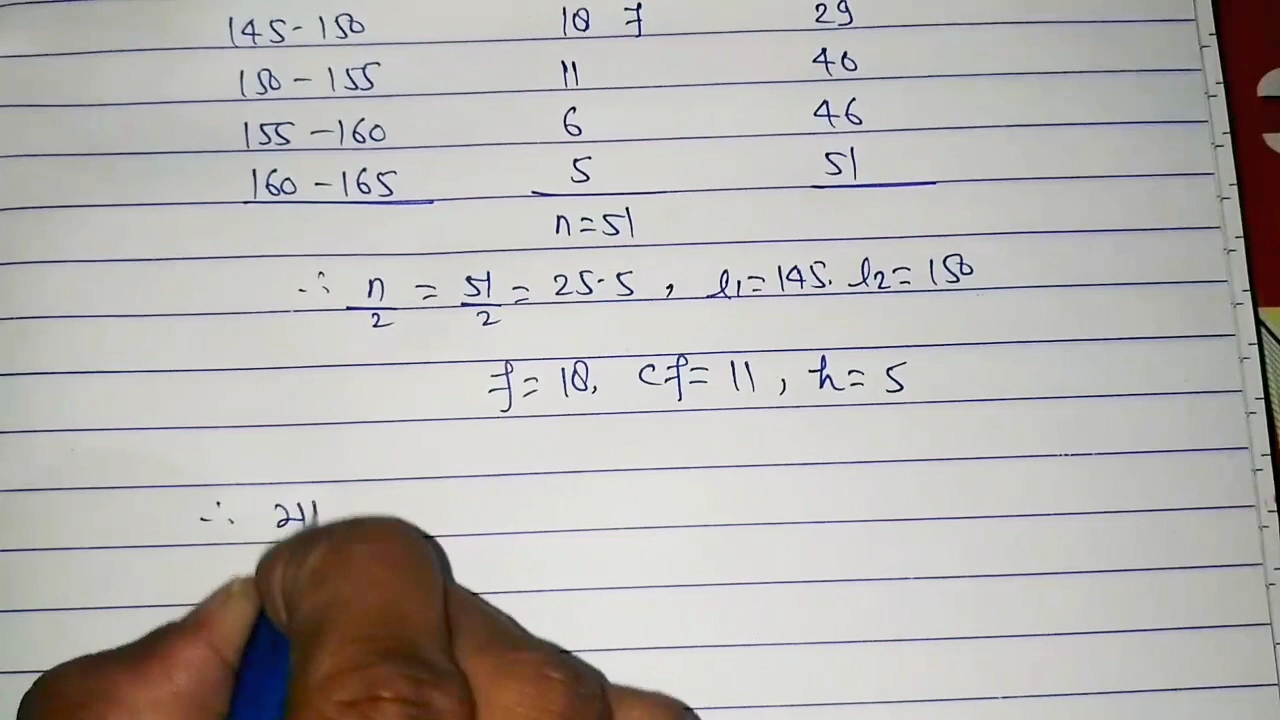 145-150 18 f 29
150-155 11 40
155-160 6 46
160-165 5 51
n=51
∴ n/2 = 51/2 = 25.5, l1=145. l2=150
f=18, cf=11, h=5
∴